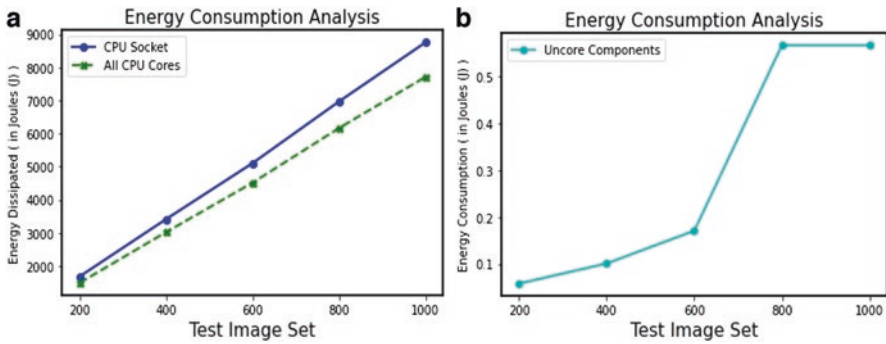 a
Energy Consumption Analysis
Energy Dissipated ( in Joules (J) )
9000
8000
7000
6000
5000
4000
3000
2000
CPU Socket
All CPU Cores
200 400 600 800 1000
Test Image Set
b
Energy Consumption Analysis
Energy Consumption ( in Joules (J) )
0.5
0.4
0.3
0.2
0.1
Uncore Components
200 400 600 800 1000
Test Image Set